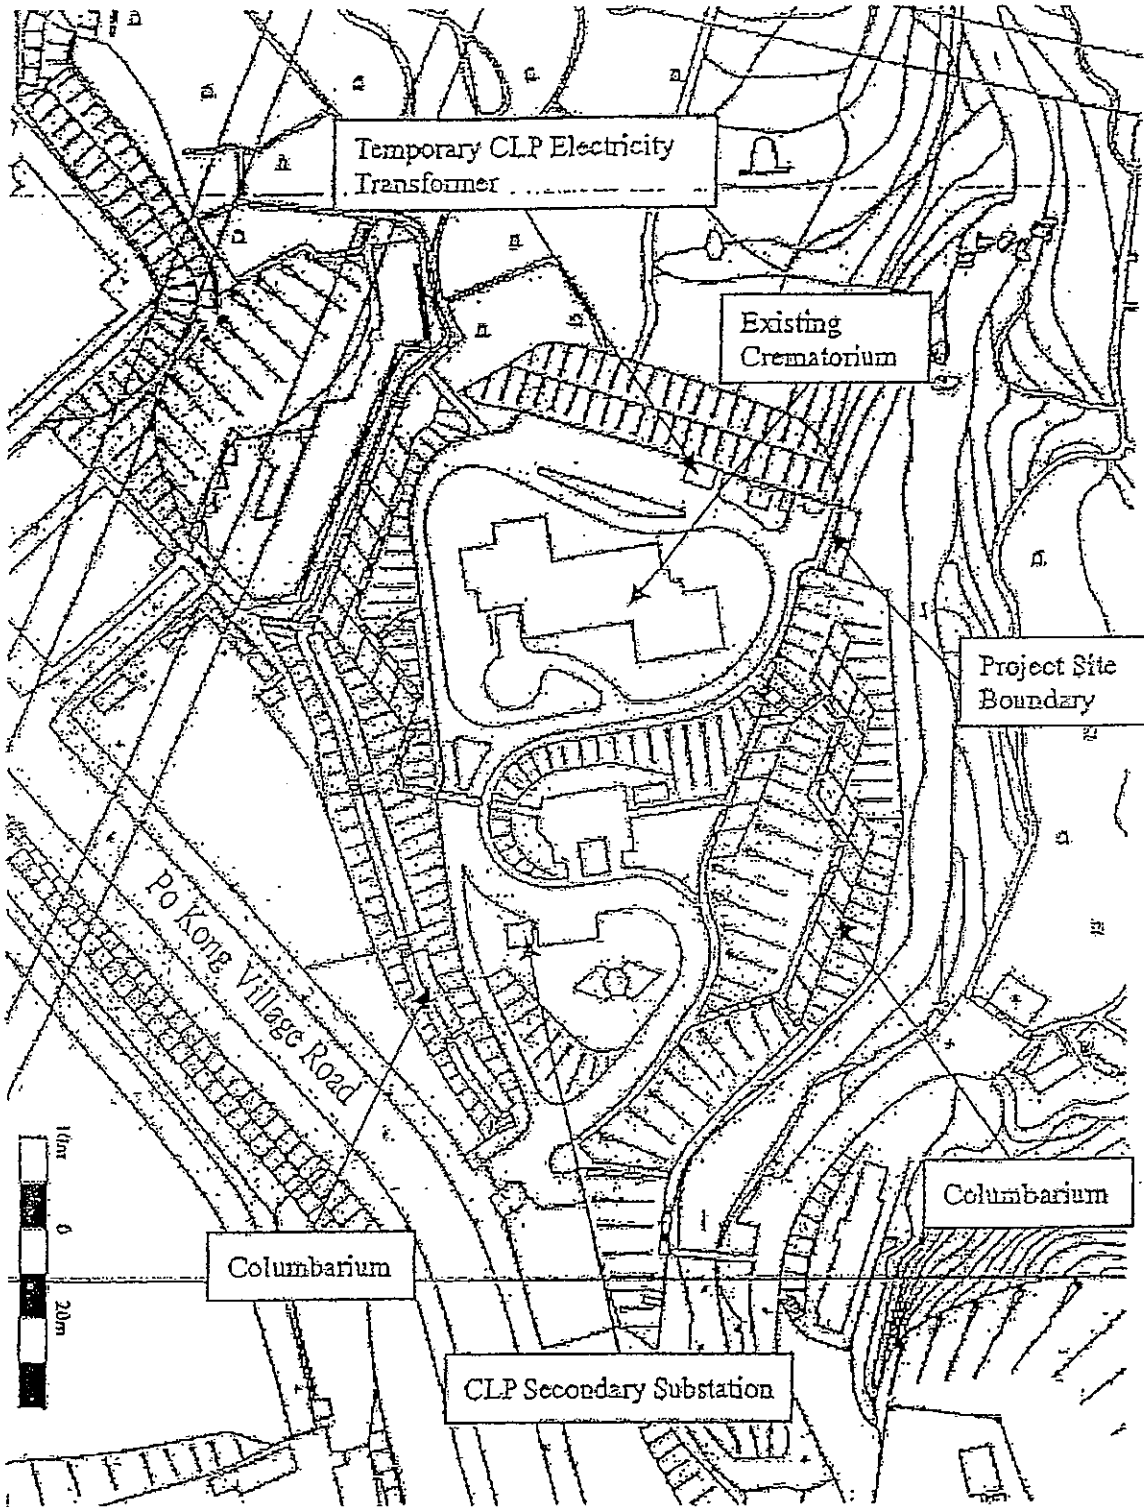 Temporary CLP Electricity
Transformer
Existing
Crematorium
Project Site
Boundary
Po Kong Village Road
Columbarium
Columbarium
CLP Secondary Substation
10m
0
20m